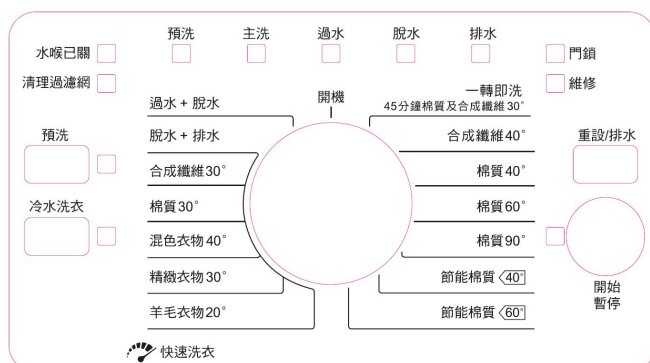 預洗
主洗
過水
脫水
排水
水喉已關
門鎖
清理過濾網
維修
開機
一轉即洗
45分鐘棉質及合成纖維30°
過水 + 脫水
脫水 + 排水
合成纖維40°
預洗
重設/排水
合成纖維30°
棉質40°
棉質30°
棉質60°
冷水洗衣
混色衣物40°
棉質90°
精緻衣物30°
節能棉質 40°
開始
暫停
羊毛衣物20°
節能棉質 60°
快速洗衣